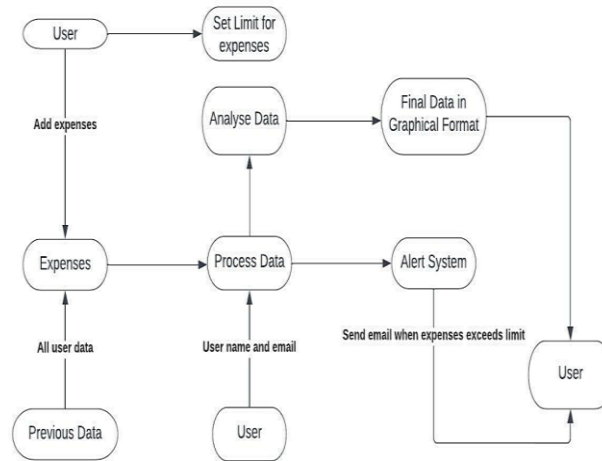 User
Set Limit for
expenses
Add expenses
Analyse Data
Final Data in
Graphical Format
Expenses
Process Data
Alert System
All user data
User name and email
Send email when expenses exceeds limit
User
Previous Data
User